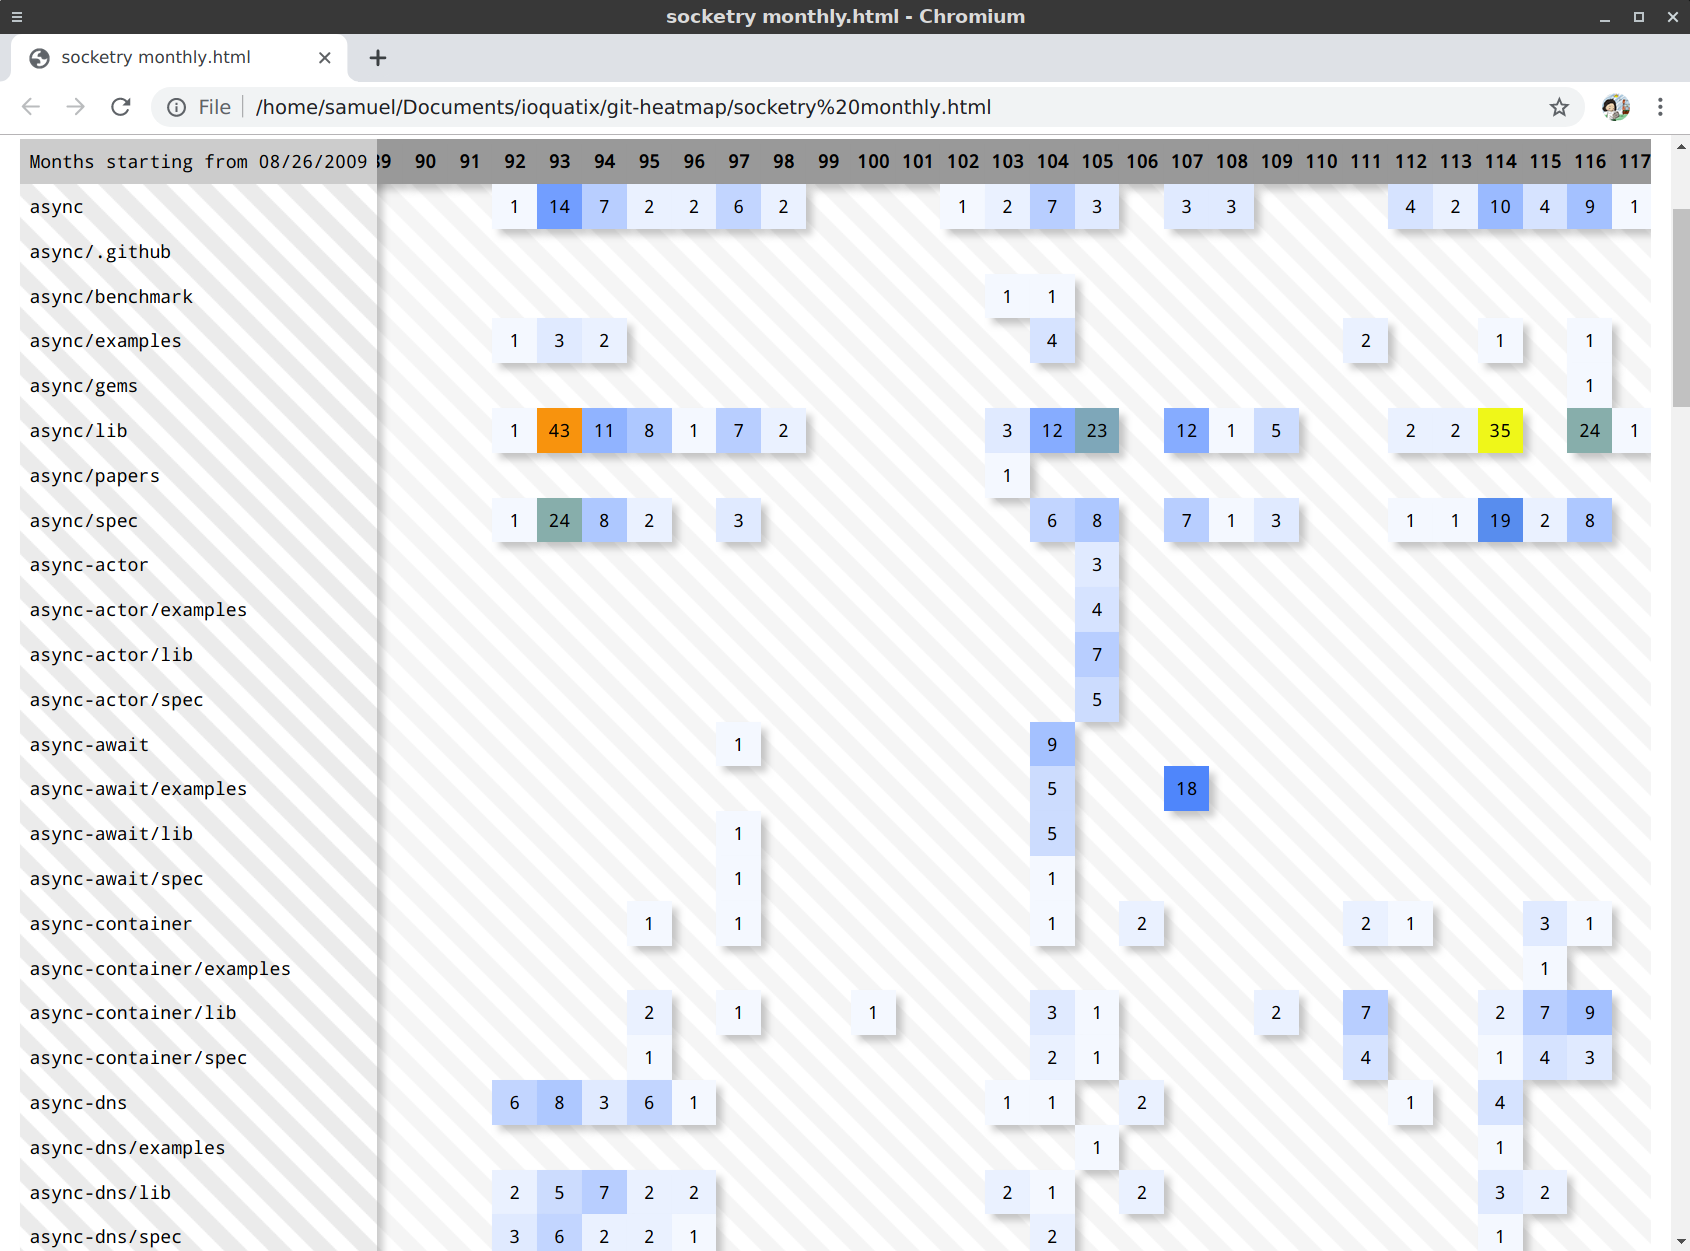 socketry monthly.html - Chromium
socketry monthly.html
File /home/samuel/Documents/ioquatix/git-heatmap/socketry%20monthly.html
Months starting from 08/26/2009 89 90 91 92 93 94 95 96 97 98 99 100 101 102 103 104 105 106 107 108 109 110 111 112 113 114 115 116 117
async 1 14 7 2 2 6 2 1 2 7 3 3 3 4 2 10 4 9 1
async/.github
async/benchmark 1 1
async/examples 1 3 2 4 2 1 1
async/gems 1
async/lib 1 43 11 8 1 7 2 3 12 23 12 1 5 2 2 35 24 1
async/papers 1
async/spec 1 24 8 2 3 6 8 7 1 3 1 1 19 2 8
async-actor 3
async-actor/examples 4
async-actor/lib 7
async-actor/spec 5
async-await 1 9
async-await/examples 5 18
async-await/lib 1 5
async-await/spec 1 1
async-container 1 1 1 2 2 1 3 1
async-container/examples 1
async-container/lib 2 1 1 3 1 2 7 2 7 9
async-container/spec 1 2 1 4 1 4 3
async-dns 6 8 3 6 1 1 1 2 1 4
async-dns/examples 1 1
async-dns/lib 2 5 7 2 2 2 1 2 3 2
async-dns/spec 3 6 2 2 1 2 1